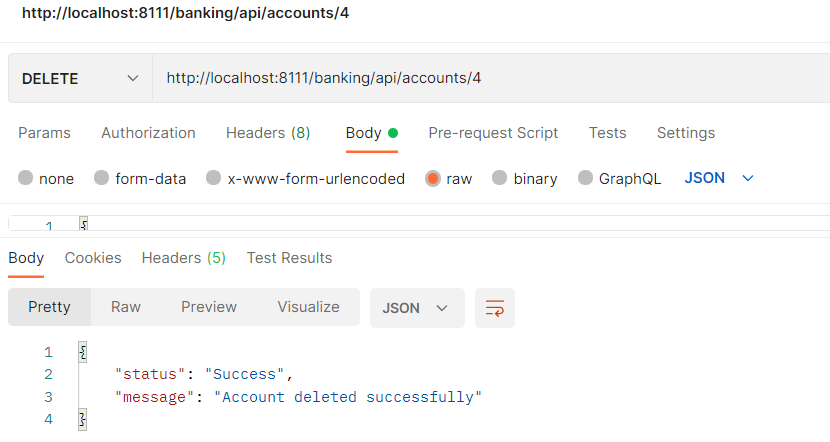 http://localhost:8111/banking/api/accounts/4
DELETE http://localhost:8111/banking/api/accounts/4
Params Authorization Headers (8) Body Pre-request Script Tests Settings
none form-data x-www-form-urlencoded raw binary GraphQL JSON
1 {
Body Cookies Headers (5) Test Results
Pretty Raw Preview Visualize JSON
1 {
2 "status": "Success",
3 "message": "Account deleted successfully"
4 }